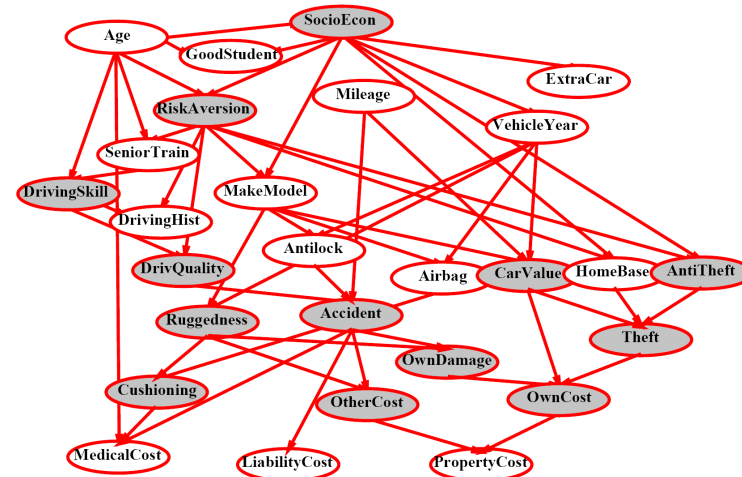 SocioEcon
Age
GoodStudent
ExtraCar
Mileage
RiskAversion
VehicleYear
SeniorTrain
DrivingSkill
MakeModel
DrivingHist
Antilock
DrivQuality
Airbag
CarValue
HomeBase
AntiTheft
Ruggedness
Accident
Theft
OwnDamage
Cushioning
OtherCost
OwnCost
MedicalCost
LiabilityCost
PropertyCost